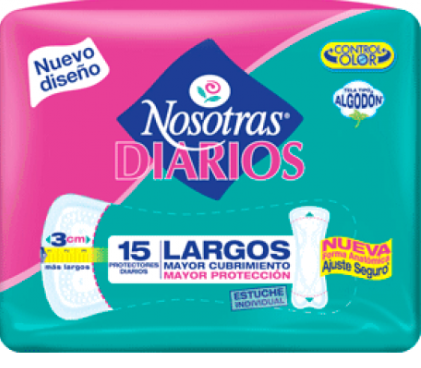 Nuevo
diseño
CONTROL
OLOR
TELA TIPO
ALGODÓN
Nosotras
DIARIOS
3cm
más largos
15
PROTECTORES
DIARIOS
LARGOS
MAYOR CUBRIMIENTO
MAYOR PROTECCIÓN
ESTUCHE
INDIVIDUAL
NUEVA
Forma Anatómica
Ajuste Seguro